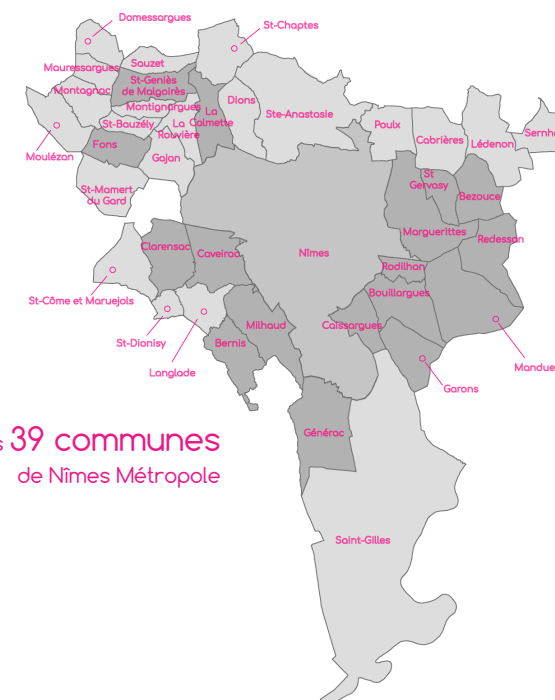 Domessargues
St-Chaptes
Mauressargues
Sauzet
St-Geniès
de Malgoirès
Montagnac
Dions
Ste-Anastasie
Montignargues
La
Calmette
St-Bauzély
La
Rouvière
Poulx
Cabrières
Lédenon
Fons
Gajan
Moulézan
St
Gervasy
Bezouce
St-Mamert
du Gard
Marguerittes
Redessan
Clarensac
Caveirac
Nîmes
Rodilhan
St-Côme et Maruejols
Bouillargues
Milhaud
Caissargues
St-Dionisy
Bernis
Langlade
Garons
39 communes
de Nîmes Métropole
Générac
Saint-Gilles